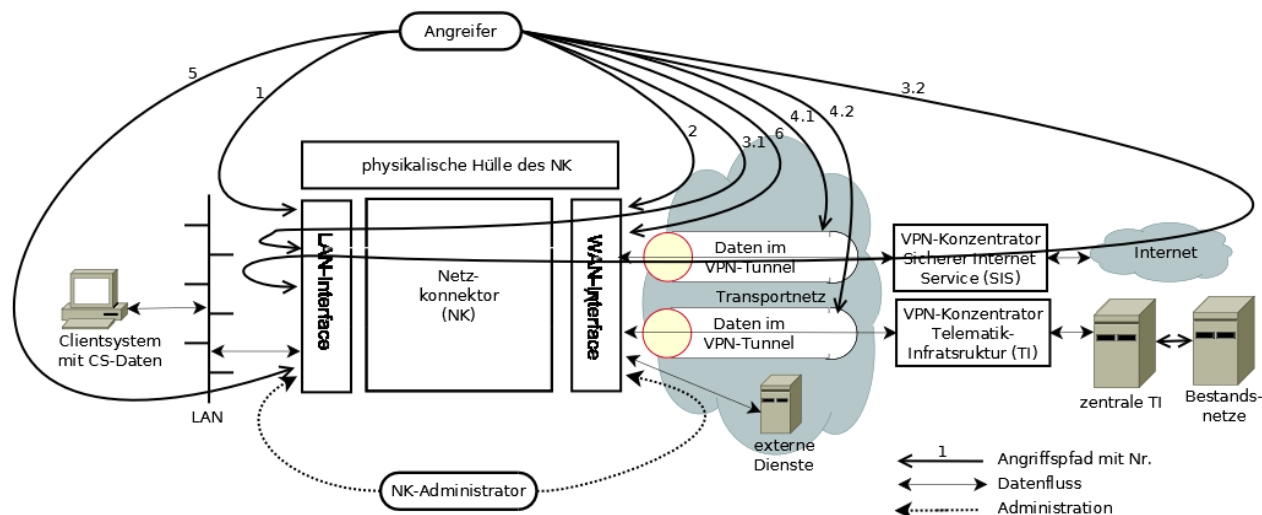 Angreifer
5
1
2
3.1
6
4.1
4.2
3.2
physikalische Hülle des NK
LAN-Interface
Netz-
konnektor
(NK)
WAN-Interface
Daten im
VPN-Tunnel
Transportnetz
Daten im
VPN-Tunnel
VPN-Konzentrator
Sicherer Internet
Service (SIS)
Internet
VPN-Konzentrator
Telematik-
Infratsruktur (TI)
Clientsystem
mit CS-Daten
LAN
externe
Dienste
zentrale TI
Bestands-
netze
NK-Administrator
1
Angriffspfad mit Nr.
Datenfluss
Administration